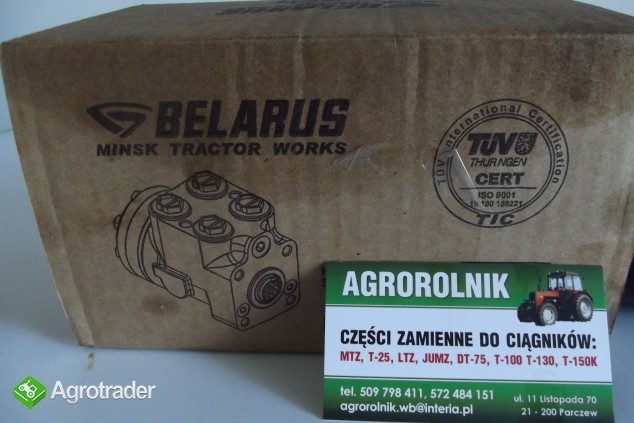 BELARUS
MINSK TRACTOR WORKS
TÜV International Certification
TÜV
THURINGEN
CERT
ISO 9001
TIC
AGROROLNIK
CZĘŚCI ZAMIENNE DO CIĄGNIKÓW:
MTZ, T-25, LTZ, JUMZ, DT-75, T-100 T-130, T-150K
tel. 509 798 411, 572 484 151
agrorolnik.wb@interia.pl
ul. 11 Listopada 70
21 - 200 Parczew
Agrotrader